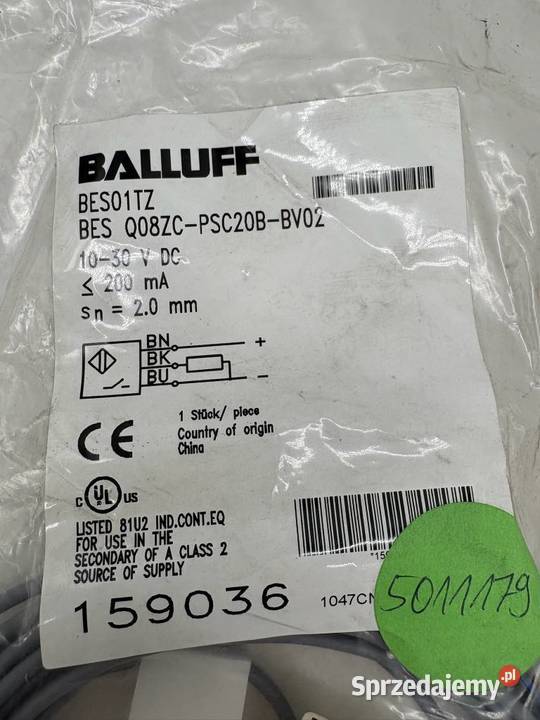 BALLUFF
BES01TZ
BES Q08ZC-PSC20B-BV02
10-30 V DC
≤ 200 mA
sn = 2.0 mm
BN
+
BK
BU
-
1 Stück/ piece
Country of origin
China
CE
c UL us
LISTED 81U2 IND.CONT.EQ
FOR USE IN THE
SECONDARY OF A CLASS 2
SOURCE OF SUPPLY
159036
1047CN
5011179
Sprzedajemy.pl